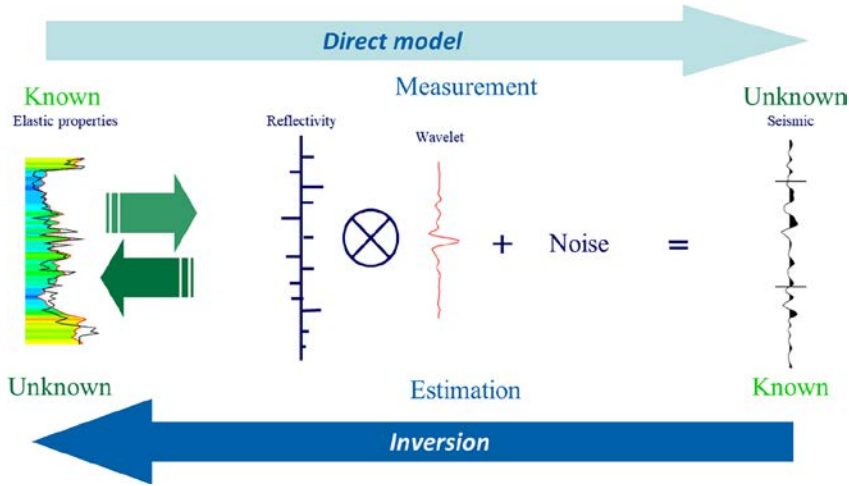 Direct model
Known
Measurement
Unknown
Elastic properties
Reflectivity
Wavelet
Seismic
+
Noise
=
Unknown
Estimation
Known
Inversion